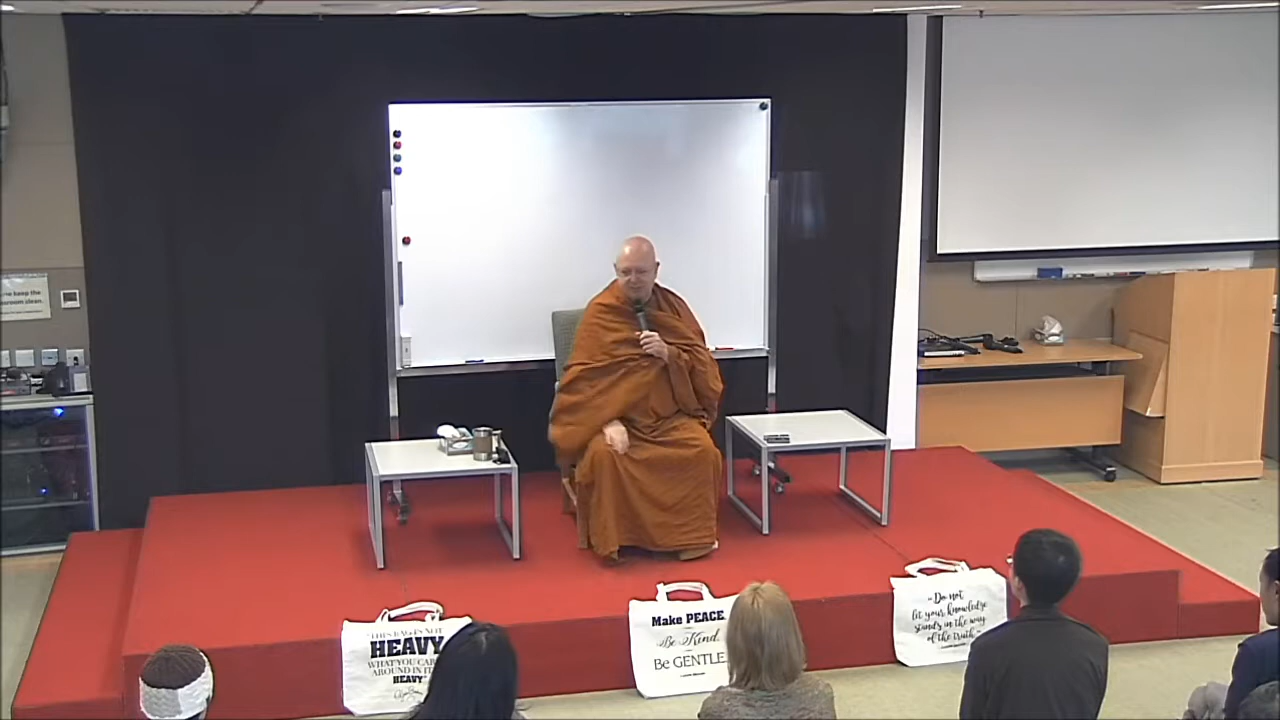 keep the
room clean.
"THIS BAG IS NOT
HEAVY
WHAT YOU CAR
AROUND IN IT
HEAVY"
Make PEACE
Be Kind
Be GENTLE
"Do not
let your knowledge
stands in the way
of the truth"